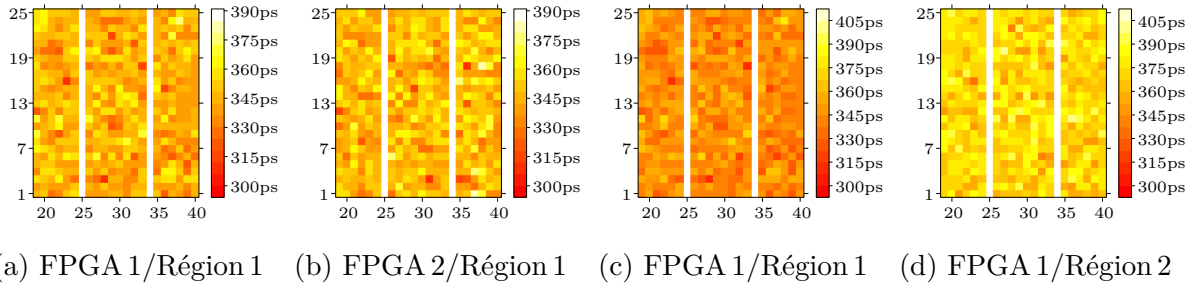 25
19
13
7
1
20 25 30 35 40
390ps
375ps
360ps
345ps
330ps
315ps
300ps
25
19
13
7
1
20 25 30 35 40
390ps
375ps
360ps
345ps
330ps
315ps
300ps
25
19
13
7
1
20 25 30 35 40
405ps
390ps
375ps
360ps
345ps
330ps
315ps
300ps
25
19
13
7
1
20 25 30 35 40
405ps
390ps
375ps
360ps
345ps
330ps
315ps
300ps
a) FPGA 1/Région 1 (b) FPGA 2/Région 1 (c) FPGA 1/Région 1 (d) FPGA 1/Région 2